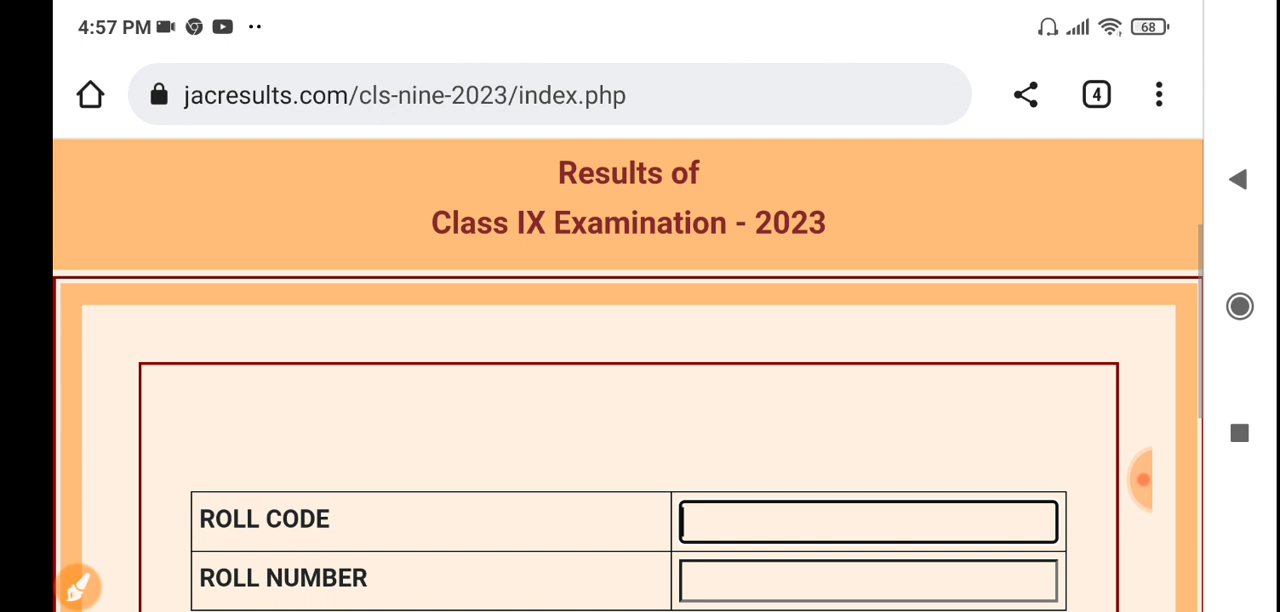 4:57 PM
68
jacresults.com/cls-nine-2023/index.php
4
Results of
Class IX Examination - 2023
ROLL CODE
ROLL NUMBER